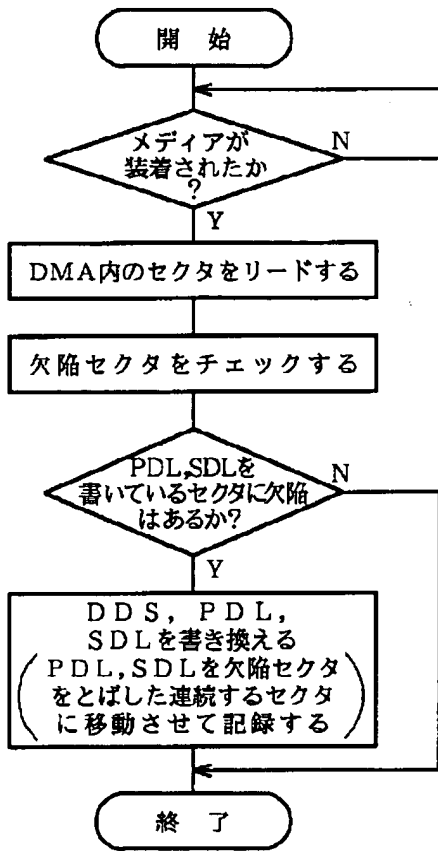 開 始
メディアが
装着されたか
?
N
Y
DMA内のセクタをリードする
欠陥セクタをチェックする
PDL,SDLを
書いているセクタに欠陥
はあるか?
N
Y
DDS, PDL,
SDLを書き換える
(PDL,SDLを欠陥セクタ
をとばした連続するセクタ
に移動させて記録する)
終 了